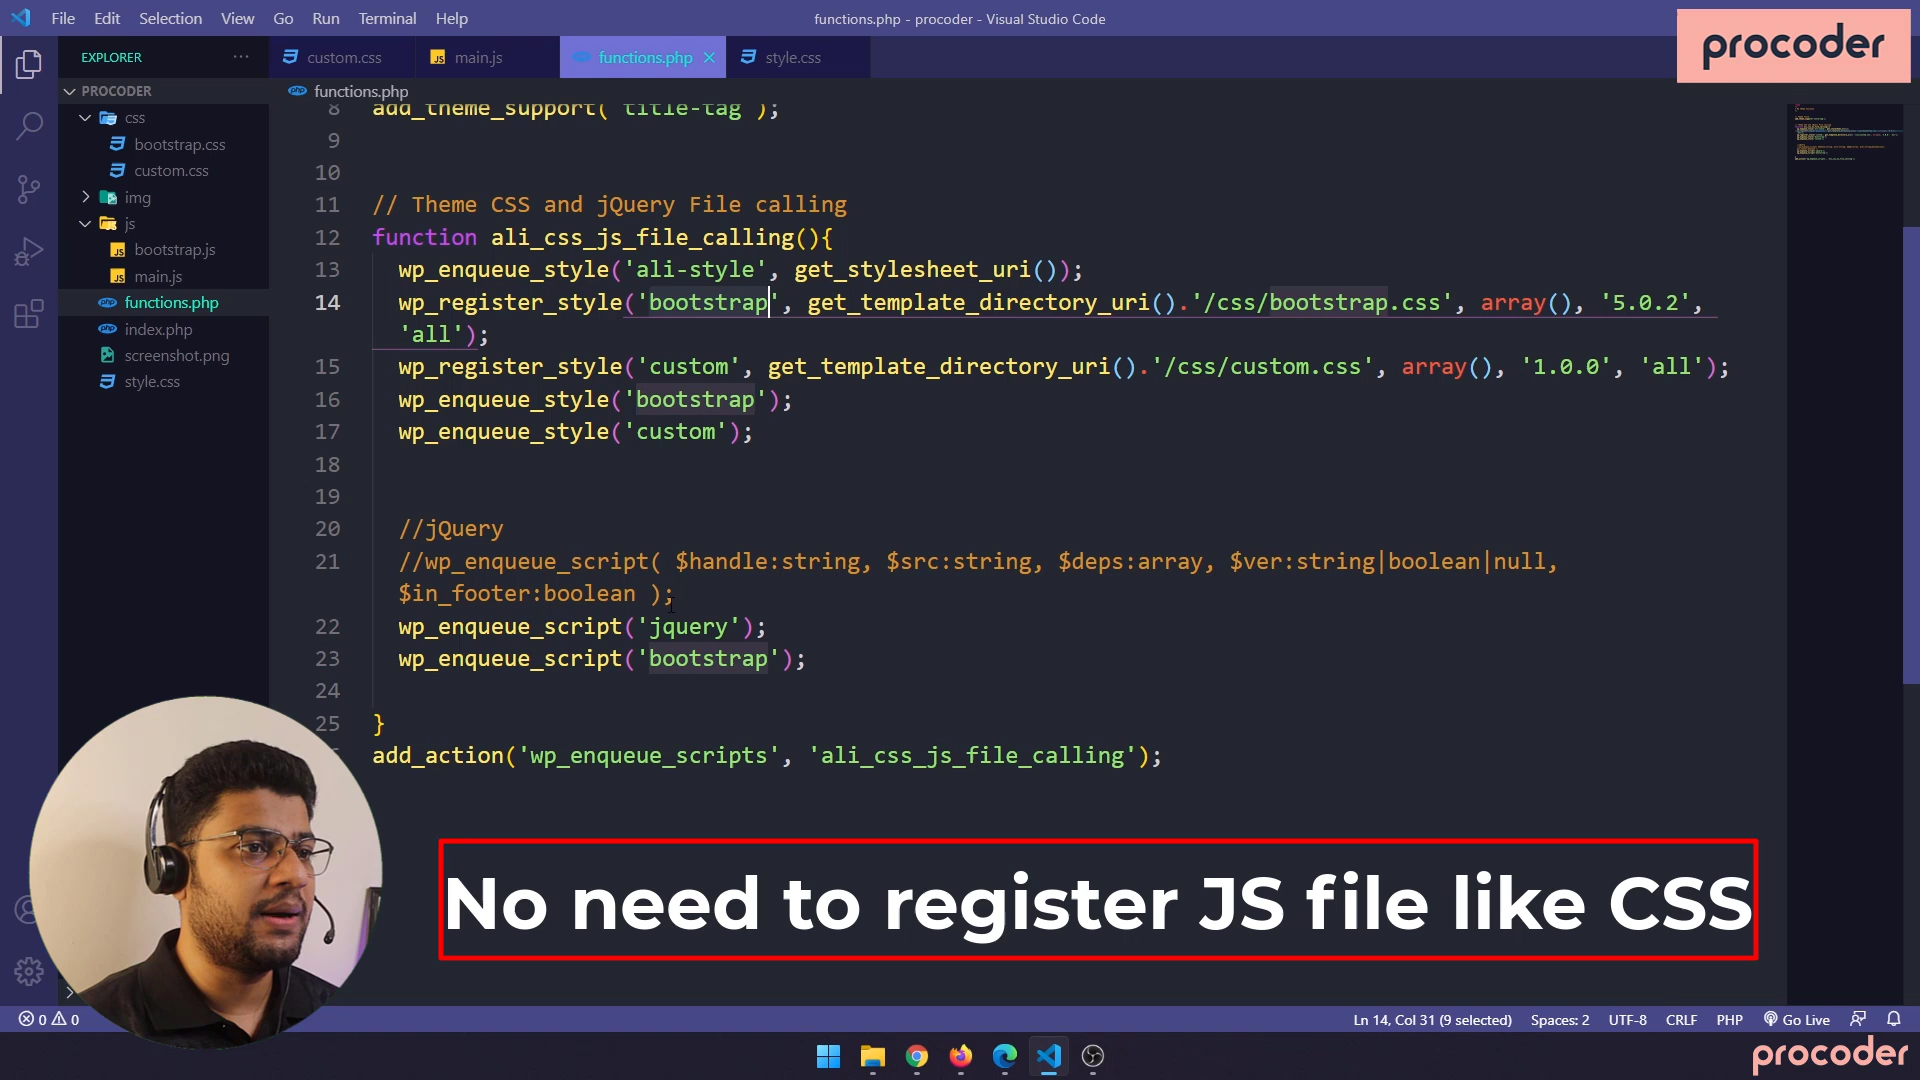 File Edit Selection View Go Run Terminal Help
functions.php - procoder - Visual Studio Code
procoder
EXPLORER ···
custom.css
JS main.js
php functions.php ×
style.css
PROCODER
php functions.php
css
bootstrap.css
custom.css
img
js
JS bootstrap.js
JS main.js
php functions.php
php index.php
screenshot.png
style.css
8 add_theme_support( 'title-tag' );
9
10
11 // Theme CSS and jQuery File calling
12 function ali_css_js_file_calling(){
13 wp_enqueue_style('ali-style', get_stylesheet_uri());
14 wp_register_style('bootstrap', get_template_directory_uri().'/css/bootstrap.css', array(), '5.0.2',
'all');
15 wp_register_style('custom', get_template_directory_uri().'/css/custom.css', array(), '1.0.0', 'all');
16 wp_enqueue_style('bootstrap');
17 wp_enqueue_style('custom');
18
19
20 //jQuery
21 //wp_enqueue_script( $handle:string, $src:string, $deps:array, $ver:string|boolean|null,
$in_footer:boolean );
22 wp_enqueue_script('jquery');
23 wp_enqueue_script('bootstrap');
24
25 }
add_action('wp_enqueue_scripts', 'ali_css_js_file_calling');
No need to register JS file like CSS
0 0
Ln 14, Col 31 (9 selected) Spaces: 2 UTF-8 CRLF PHP Go Live
procoder